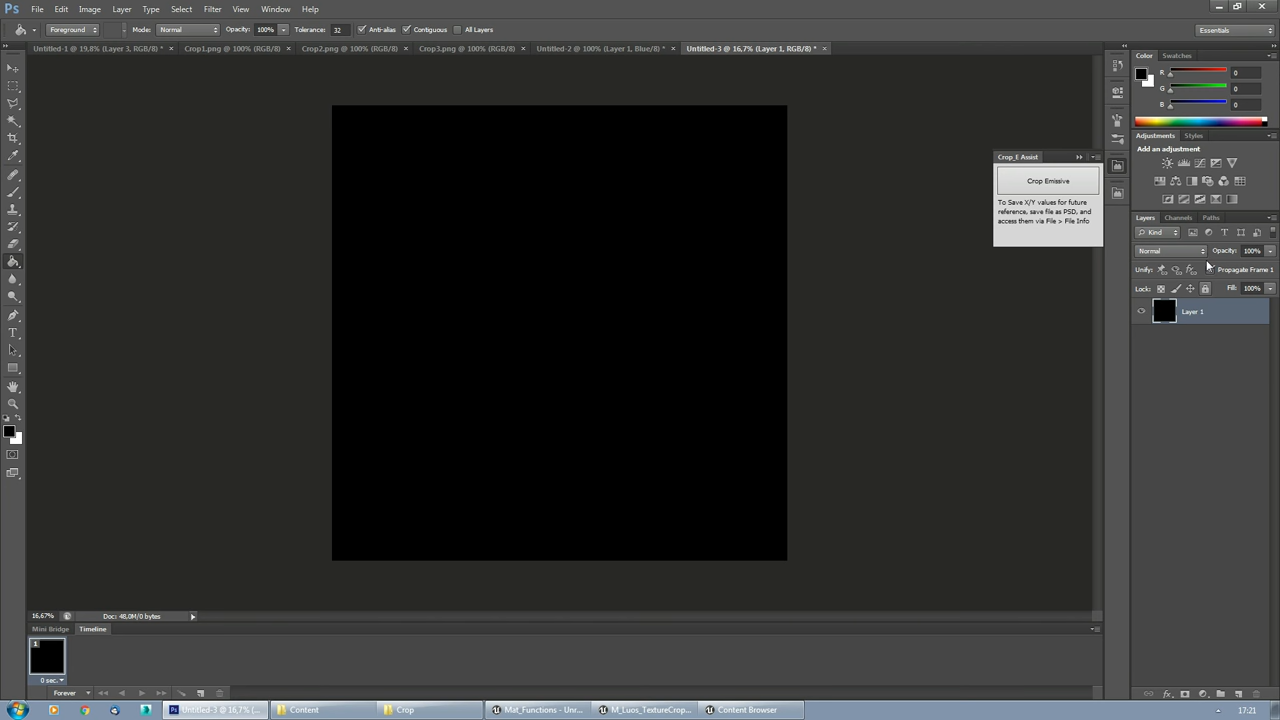 Ps File Edit Image Layer Type Select Filter View Window Help
Foreground Mode: Normal Opacity: 100% Tolerance: 32 Anti-alias Contiguous All Layers Essentials
Untitled-1 @ 19,8% (Layer 3, RGB/8) * × Crop1.png @ 100% (RGB/8) × Crop2.png @ 100% (RGB/8) × Crop3.png @ 100% (RGB/8) × Untitled-2 @ 100% (Layer 1, Blue/8) * × Untitled-3 @ 16,7% (Layer 1, RGB/8) * ×
Color Swatches
R 0
G 0
B 0
Adjustments Styles
Add an adjustment
Crop_E Assist
Crop Emissive
To Save X/Y values for future
reference, save file as PSD, and
access them via File > File Info
Layers Channels Paths
Kind
Normal Opacity: 100%
Unify: Propagate Frame 1
Lock: Fill: 100%
Layer 1
16,67% Doc: 48,0M/0 bytes
Mini Bridge Timeline
1
0 sec.
Forever
Untitled-3 @ 16,7% (... Content Crop Mat_Functions - Unr... M_Luos_TextureCrop... Content Browser 17:21